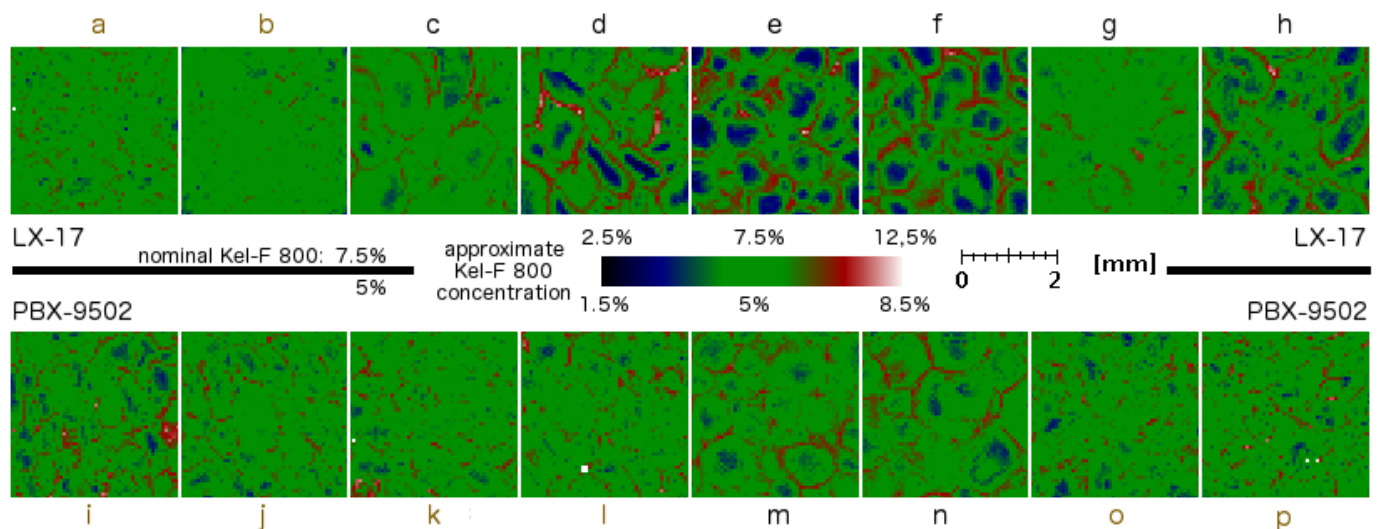 a b c d e f g h
LX-17 LX-17
nominal Kel-F 800: 7.5%
5%
approximate
Kel-F 800
concentration
2.5% 7.5% 12,5%
1.5% 5% 8.5%
0 2 [mm]
PBX-9502 PBX-9502
i j k l m n o p